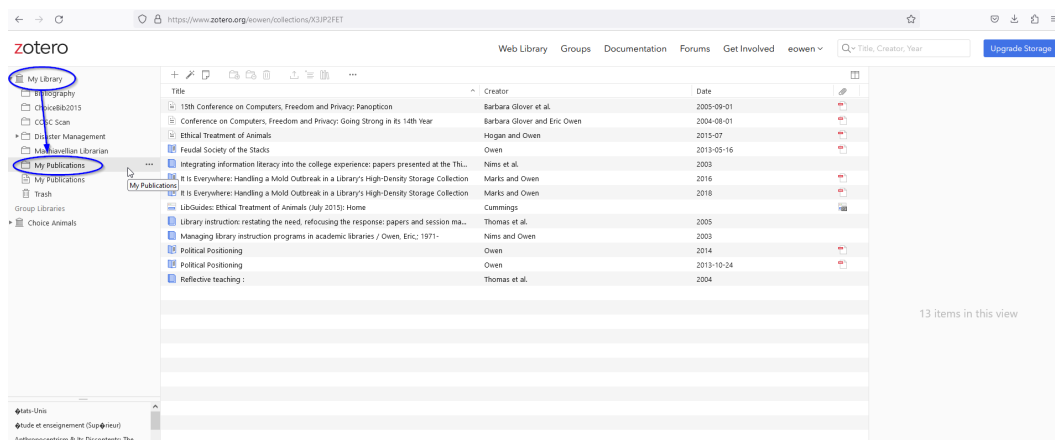 https://www.zotero.org/eowen/collections/X3JP2FET
zotero
Web Library Groups Documentation Forums Get Involved eowen Title, Creator, Year Upgrade Storage
My Library
Bibliography
ChoiceBib2015
COSC Scan
Disaster Management
Machiavellian Librarian
My Publications
My Publications
My Publications
Trash
Group Libraries
Choice Animals
�tats-Unis
�tude et enseignement (Sup�rieur)
Anthropocentrism & Its Discontents: The
Title Creator Date
15th Conference on Computers, Freedom and Privacy: Panopticon Barbara Glover et al. 2005-09-01
Conference on Computers, Freedom and Privacy: Going Strong in its 14th Year Barbara Glover and Eric Owen 2004-08-01
Ethical Treatment of Animals Hogan and Owen 2015-07
Feudal Society of the Stacks Owen 2013-05-16
Integrating information literacy into the college experience: papers presented at the Thi... Nims et al. 2003
It Is Everywhere: Handling a Mold Outbreak in a Library's High-Density Storage Collection Marks and Owen 2016
It Is Everywhere: Handling a Mold Outbreak in a Library's High-Density Storage Collection Marks and Owen 2018
LibGuides: Ethical Treatment of Animals (July 2015): Home Cummings
Library instruction: restating the need, refocusing the response: papers and session ma... Thomas et al. 2005
Managing library instruction programs in academic libraries / Owen, Eric,; 1971- Nims and Owen 2003
Political Positioning Owen 2014
Political Positioning Owen 2013-10-24
Reflective teaching : Thomas et al. 2004
13 items in this view